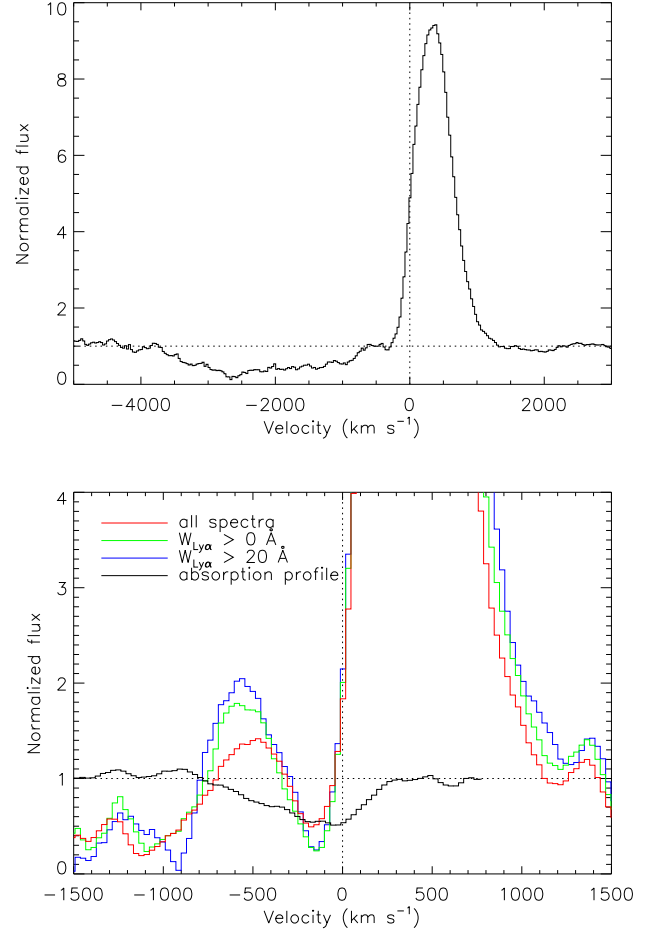 10
8
6
4
2
0
Normalized flux
−4000
−2000
0
2000
Velocity (km s⁻¹)
4
3
2
1
0
Normalized flux
all spectra
W_Lyα > 0 Å
W_Lyα > 20 Å
absorption profile
−1500
−1000
−500
0
500
1000
1500
Velocity (km s⁻¹)